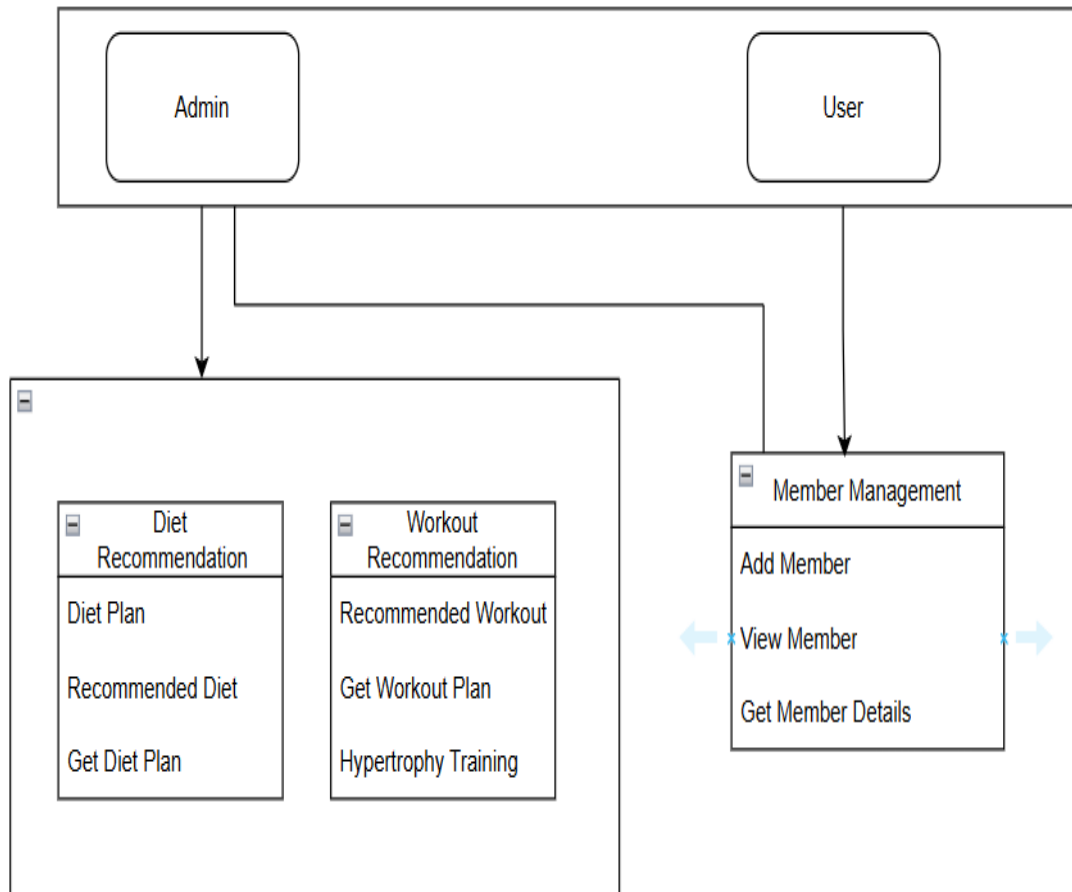 Admin
User
Diet
Recommendation
Diet Plan
Recommended Diet
Get Diet Plan
Workout
Recommendation
Recommended Workout
Get Workout Plan
Hypertrophy Training
Member Management
Add Member
View Member
Get Member Details